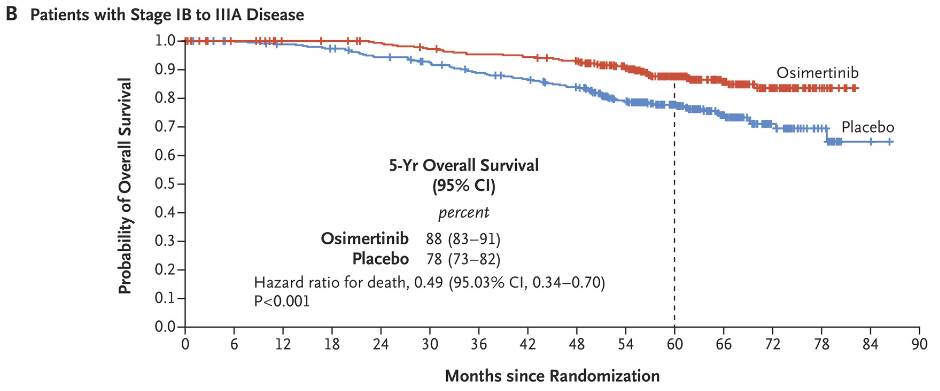 B Patients with Stage IB to IIIA Disease
Probability of Overall Survival
1.0
0.9
0.8
0.7
0.6
0.5
0.4
0.3
0.2
0.1
0.0
Osimertinib
Placebo
5-Yr Overall Survival
(95% CI)
percent
Osimertinib 88 (83–91)
Placebo 78 (73–82)
Hazard ratio for death, 0.49 (95.03% CI, 0.34–0.70)
P<0.001
0 6 12 18 24 30 36 42 48 54 60 66 72 78 84 90
Months since Randomization